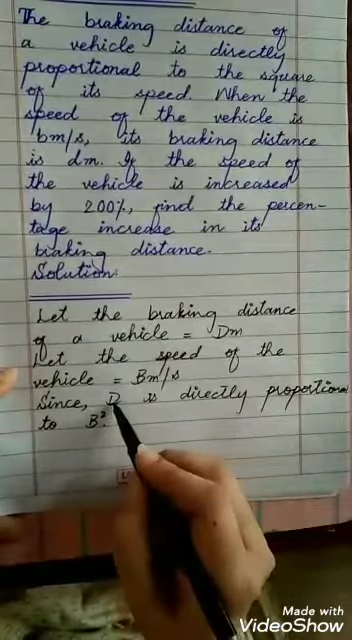 The braking distance of
a vehicle is directly
proportional to the square
of its speed. When the
speed of the vehicle is
bm/s, its braking distance
is dm. If the speed of
the vehicle is increased
by 200%, find the percen-
tage increase in its
braking distance.
Solution:
Let the braking distance
of a vehicle = Dm
Let the speed of the
vehicle = Bm/s
Since, D is directly proportional
to B².
Made with
VideoShow